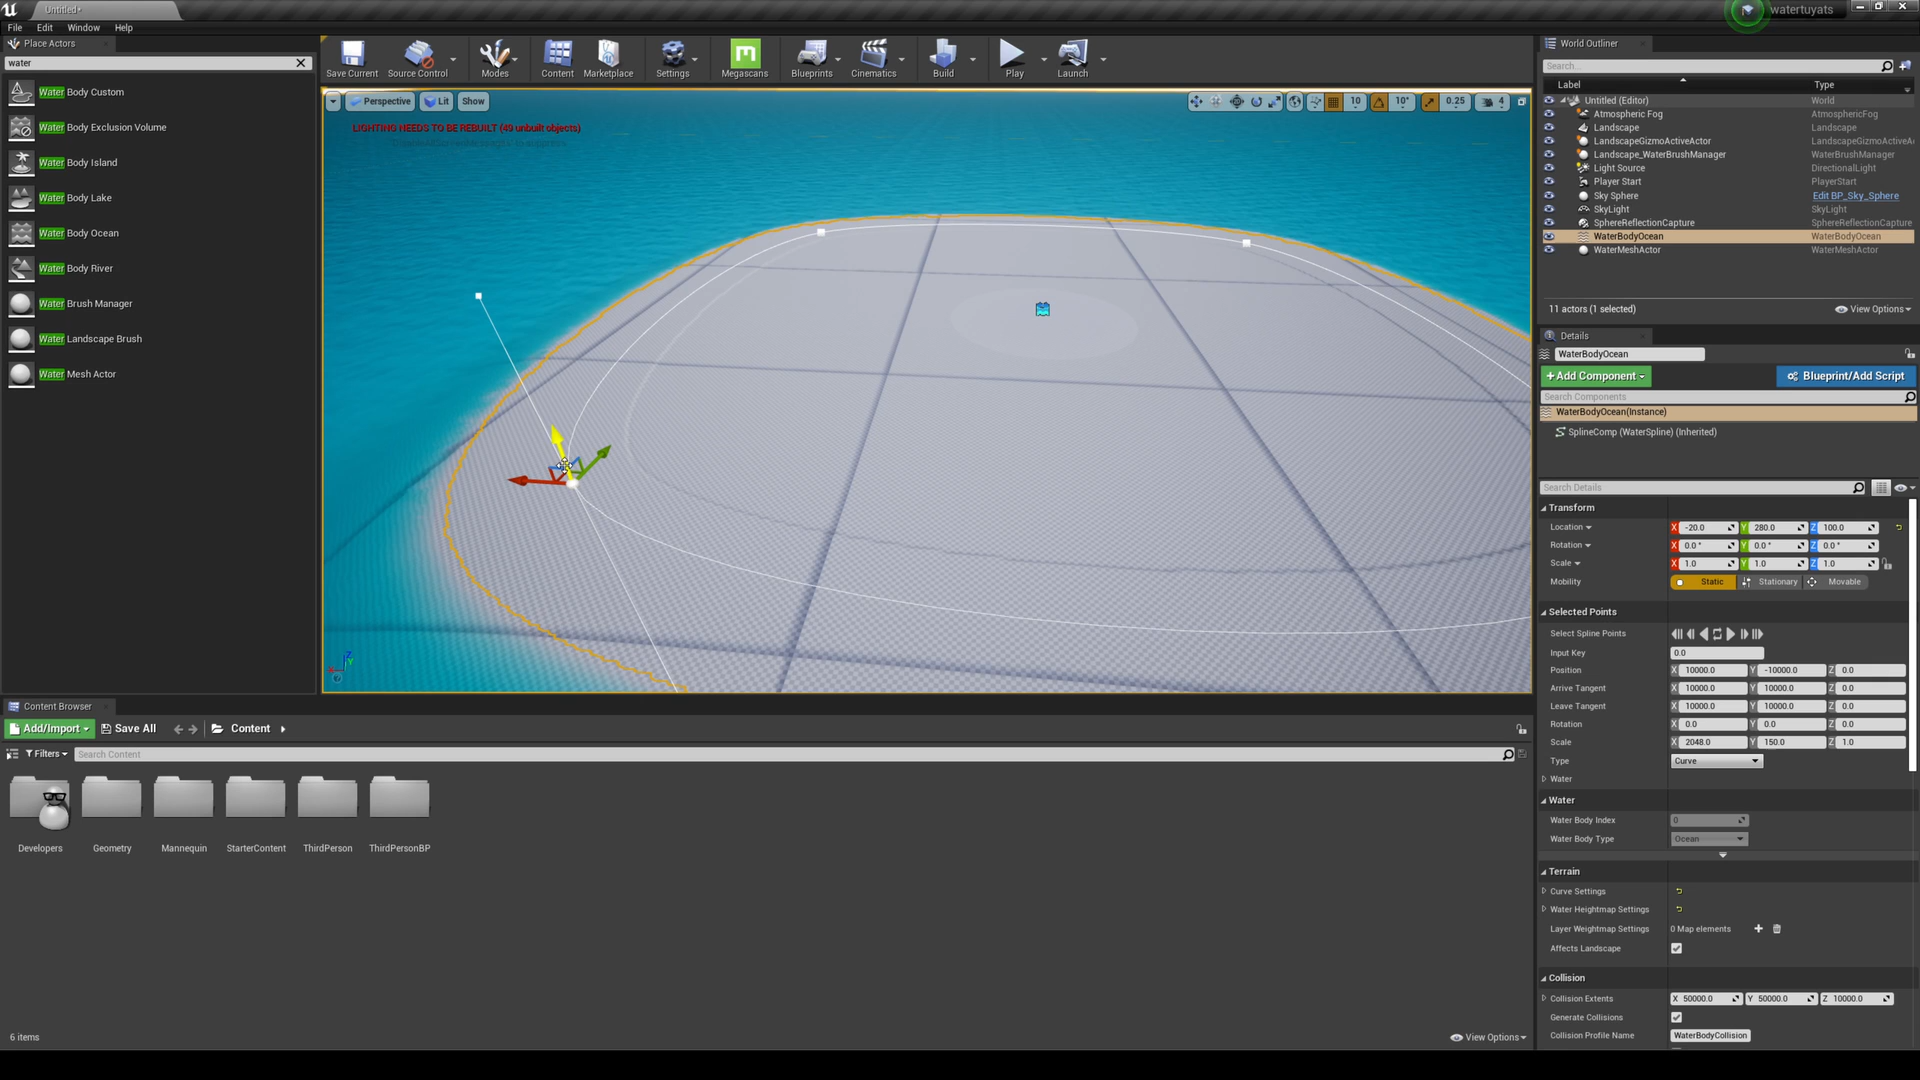 Untitled*
watertuyats
File Edit Window Help
Place Actors
water
Water Body Custom
Water Body Exclusion Volume
Water Body Island
Water Body Lake
Water Body Ocean
Water Body River
Water Brush Manager
Water Landscape Brush
Water Mesh Actor
Save Current Source Control Modes Content Marketplace Settings Megascans Blueprints Cinematics Build Play Launch
Perspective Lit Show
10 10° 0.25 4
LIGHTING NEEDS TO BE REBUILT (49 unbuilt objects)
World Outliner
Search...
Label Type
Untitled (Editor) World
Atmospheric Fog AtmosphericFog
Landscape Landscape
LandscapeGizmoActiveActor LandscapeGizmoActiveA
Landscape_WaterBrushManager WaterBrushManager
Light Source DirectionalLight
Player Start PlayerStart
Sky Sphere Edit BP_Sky_Sphere
SkyLight SkyLight
SphereReflectionCapture SphereReflectionCapture
WaterBodyOcean WaterBodyOcean
WaterMeshActor WaterMeshActor
11 actors (1 selected) View Options
Details
WaterBodyOcean
+Add Component Blueprint/Add Script
Search Components
WaterBodyOcean(Instance)
SplineComp (WaterSpline) (Inherited)
Search Details
Transform
Location X -20.0 Y 280.0 Z 100.0
Rotation X 0.0° Y 0.0° Z 0.0°
Scale X 1.0 Y 1.0 Z 1.0
Mobility Static Stationary Movable
Selected Points
Select Spline Points
Input Key 0.0
Position X 10000.0 Y -10000.0 Z 0.0
Arrive Tangent X 10000.0 Y 10000.0 Z 0.0
Leave Tangent X 10000.0 Y 10000.0 Z 0.0
Rotation X 0.0 Y 0.0 Z 0.0
Scale X 2048.0 Y 150.0 Z 1.0
Type Curve
Water
Water
Water Body Index 0
Water Body Type Ocean
Terrain
Curve Settings
Water Heightmap Settings
Layer Weightmap Settings 0 Map elements
Affects Landscape
Collision
Collision Extents X 50000.0 Y 50000.0 Z 10000.0
Generate Collisions
Collision Profile Name WaterBodyCollision
Content Browser
Add/Import Save All Content
Filters Search Content
Developers Geometry Mannequin StarterContent ThirdPerson ThirdPersonBP
6 items View Options